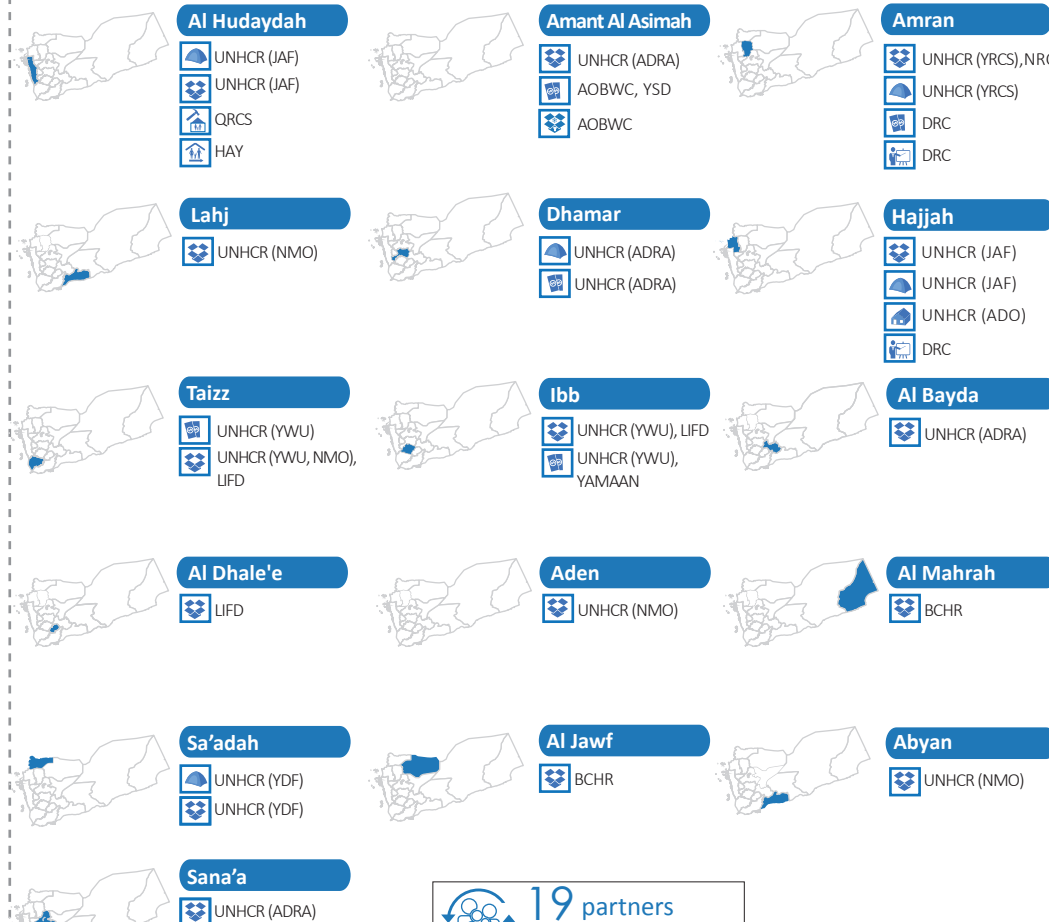 Al Hudaydah
UNHCR (JAF)
UNHCR (JAF)
QRCS
HAY
Amant Al Asimah
UNHCR (ADRA)
AOBWC, YSD
AOBWC
Amran
UNHCR (YRCS), NRC
UNHCR (YRCS)
DRC
DRC
Lahj
UNHCR (NMO)
Dhamar
UNHCR (ADRA)
UNHCR (ADRA)
Hajjah
UNHCR (JAF)
UNHCR (JAF)
UNHCR (ADO)
DRC
Taizz
UNHCR (YWU)
UNHCR (YWU, NMO),
LIFD
Ibb
UNHCR (YWU), LIFD
UNHCR (YWU),
YAMAAN
Al Bayda
UNHCR (ADRA)
Al Dhale'e
LIFD
Aden
UNHCR (NMO)
Al Mahrah
BCHR
Sa’adah
UNHCR (YDF)
UNHCR (YDF)
Al Jawf
BCHR
Abyan
UNHCR (NMO)
Sana’a
UNHCR (ADRA)
19 partners